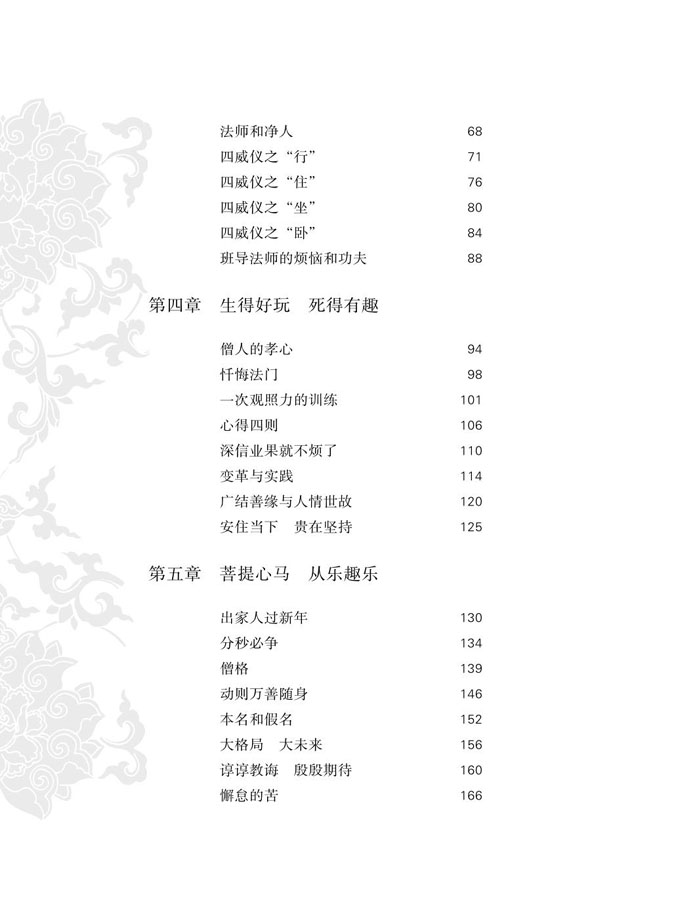 法师和净人 68
四威仪之“行” 71
四威仪之“住” 76
四威仪之“坐” 80
四威仪之“卧” 84
班导法师的烦恼和功夫 88
第四章 生得好玩 死得有趣
僧人的孝心 94
忏悔法门 98
一次观照力的训练 101
心得四则 106
深信业果就不烦了 110
变革与实践 114
广结善缘与人情世故 120
安住当下 贵在坚持 125
第五章 菩提心马 从乐趣乐
出家人过新年 130
分秒必争 134
僧格 139
动则万善随身 146
本名和假名 152
大格局 大未来 156
谆谆教诲 殷殷期待 160
懈怠的苦 166